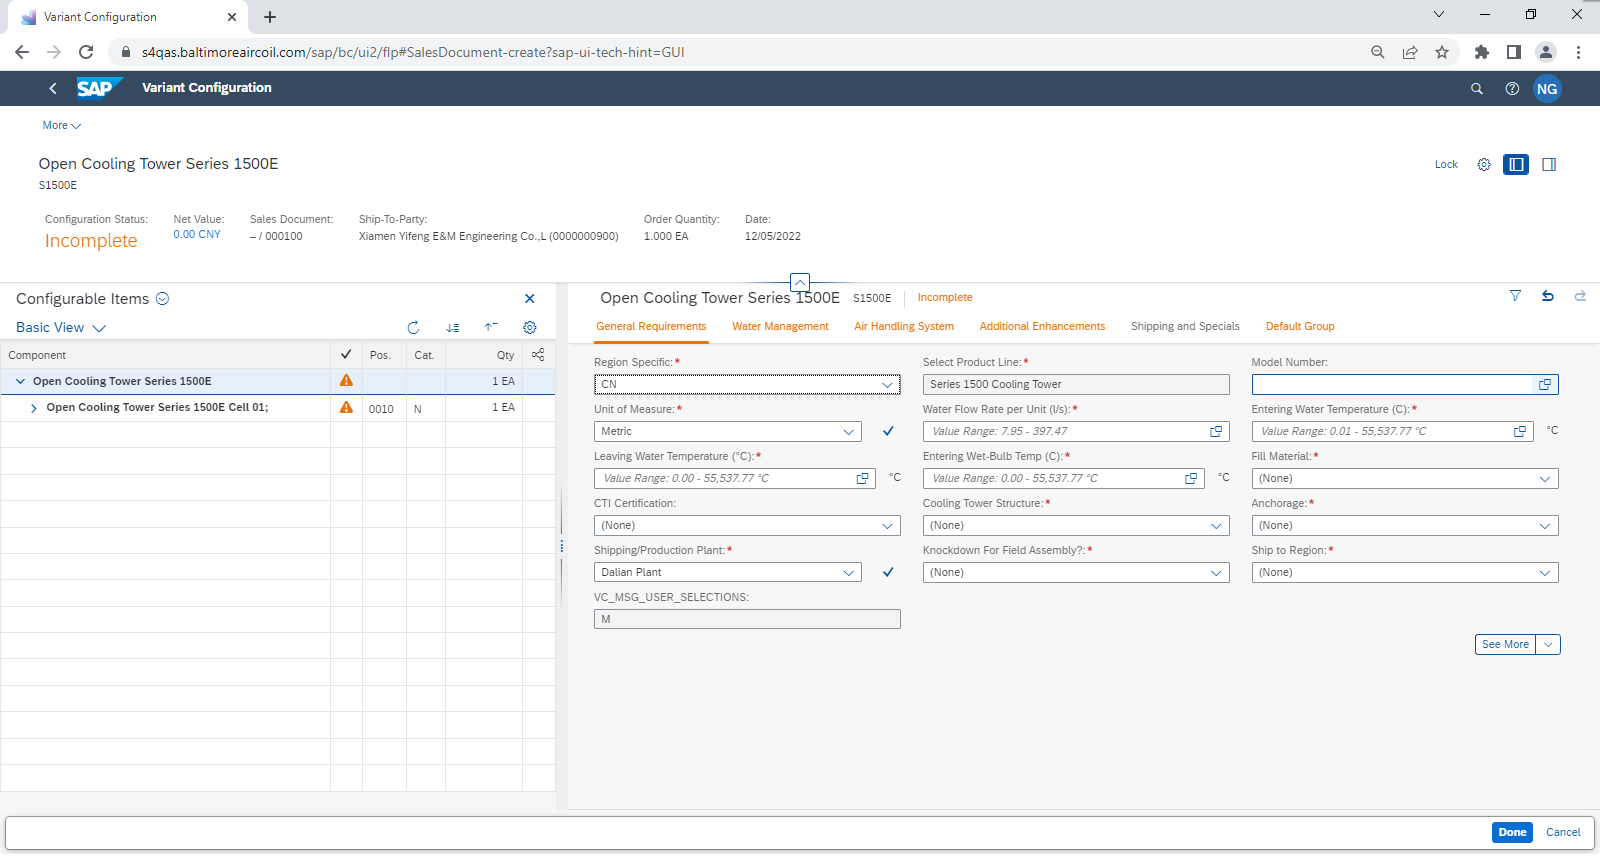 Variant Configuration
s4qas.baltimoreaircoil.com/sap/bc/ui2/flp#SalesDocument-create?sap-ui-tech-hint=GUI
SAP Variant Configuration NG
More
Open Cooling Tower Series 1500E
S1500E
Lock
Configuration Status: Net Value: Sales Document: Ship-To-Party: Order Quantity: Date:
Incomplete 0.00 CNY – / 000100 Xiamen Yifeng E&M Engineering Co.,L (0000000900) 1.000 EA 12/05/2022
Configurable Items
Basic View
Component Pos. Cat. Qty
Open Cooling Tower Series 1500E 1 EA
Open Cooling Tower Series 1500E Cell 01; 0010 N 1 EA
Open Cooling Tower Series 1500E S1500E Incomplete
General Requirements Water Management Air Handling System Additional Enhancements Shipping and Specials Default Group
Region Specific:* Select Product Line:* Model Number:
CN Series 1500 Cooling Tower
Unit of Measure:* Water Flow Rate per Unit (l/s):* Entering Water Temperature (C):*
Metric Value Range: 7.95 - 397.47 Value Range: 0.01 - 55,537.77 °C °C
Leaving Water Temperature (°C):* Entering Wet-Bulb Temp (C):* Fill Material:*
Value Range: 0.00 - 55,537.77 °C °C Value Range: 0.00 - 55,537.77 °C °C (None)
CTI Certification: Cooling Tower Structure:* Anchorage:*
(None) (None) (None)
Shipping/Production Plant:* Knockdown For Field Assembly?:* Ship to Region:*
Dalian Plant (None) (None)
VC_MSG_USER_SELECTIONS:
M
See More
Done Cancel